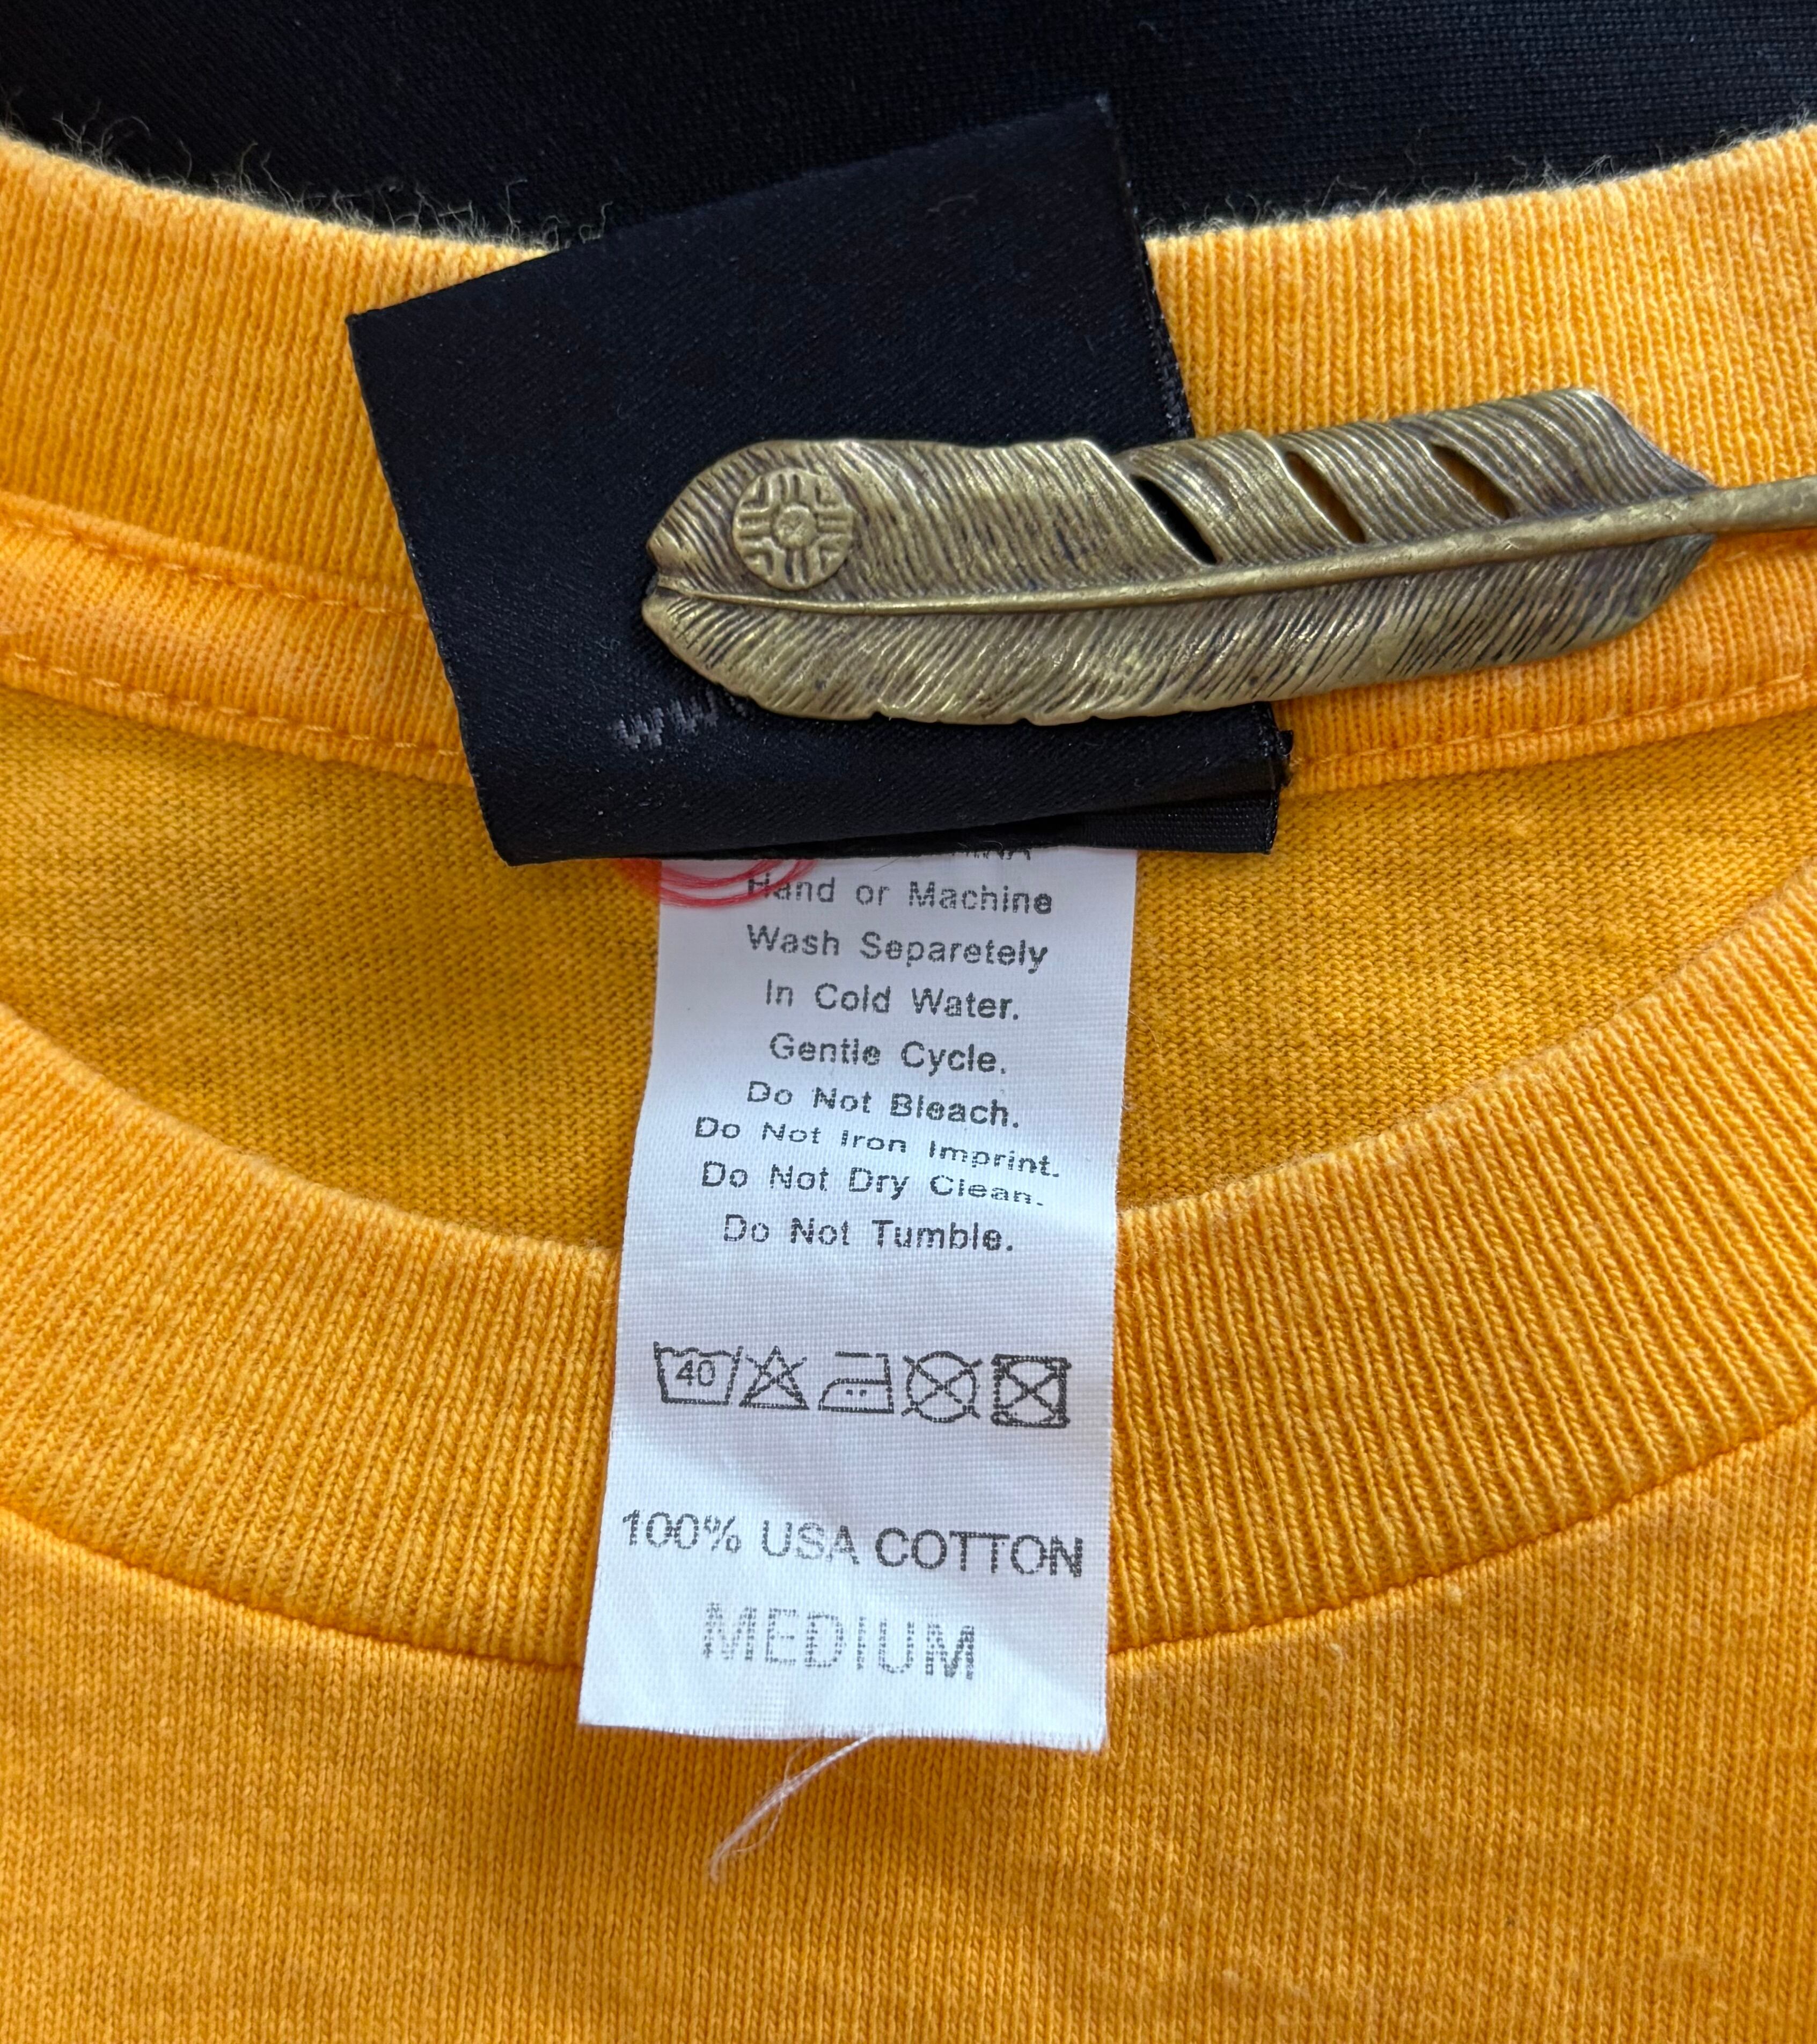 ww
Hand or Machine
Wash Separetely
In Cold Water.
Gentle Cycle.
Do Not Bleach.
Do Not Iron Imprint.
Do Not Dry Clean.
Do Not Tumble.
40
100% USA COTTON
MEDIUM